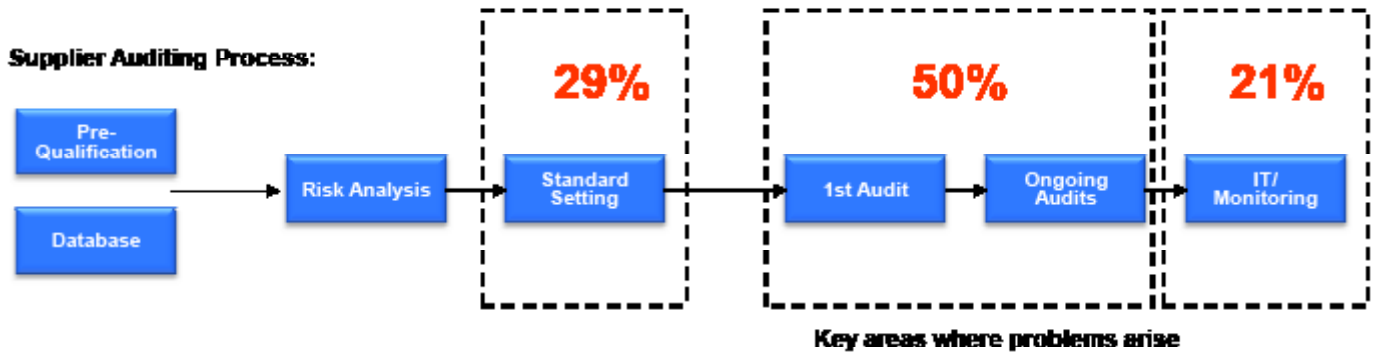 Supplier Auditing Process:
29%
50%
21%
Pre-
Qualification
Database
Risk Analysis
Standard
Setting
1st Audit
Ongoing
Audits
IT/
Monitoring
Key areas where problems arise